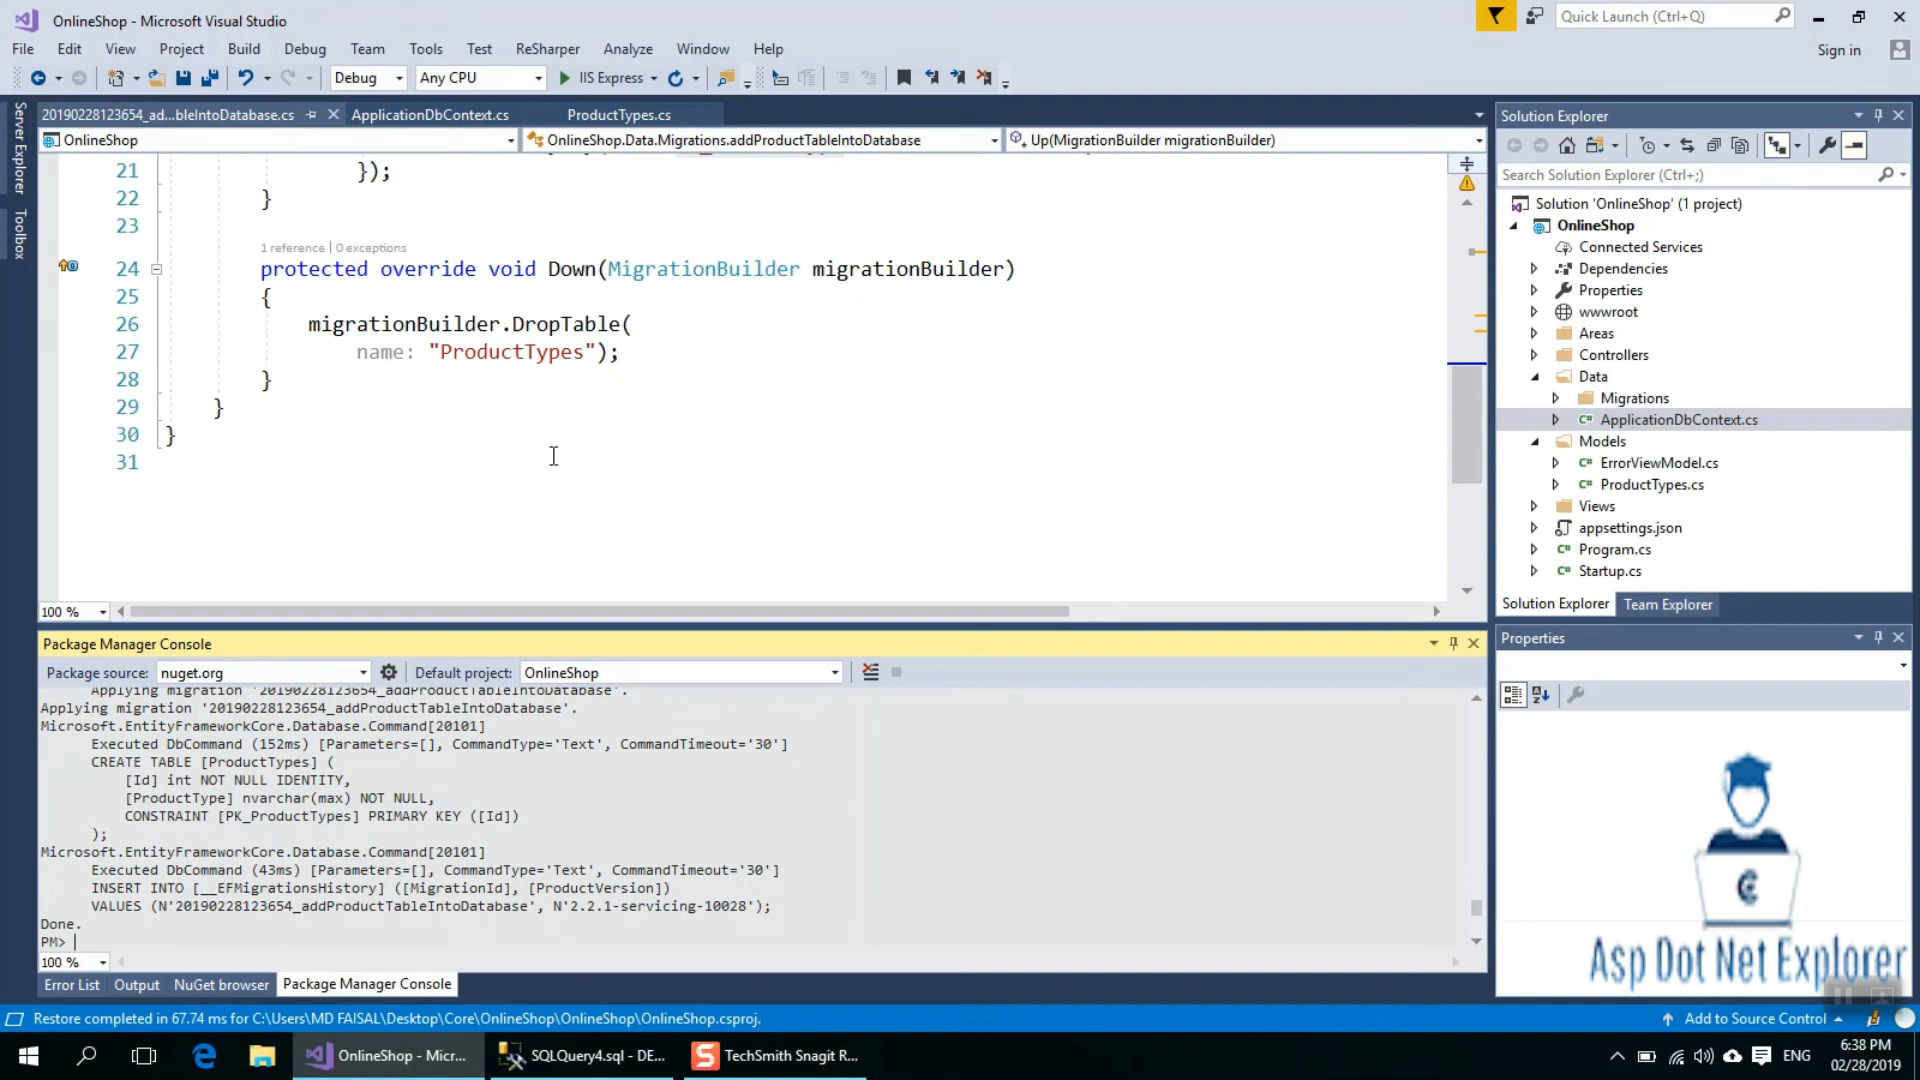 OnlineShop - Microsoft Visual Studio
Quick Launch (Ctrl+Q)
File Edit View Project Build Debug Team Tools Test ReSharper Analyze Window Help
Sign in
Debug Any CPU IIS Express
Server Explorer
Toolbox
20190228123654_ad...bleIntoDatabase.cs ApplicationDbContext.cs ProductTypes.cs
OnlineShop OnlineShop.Data.Migrations.addProductTableIntoDatabase Up(MigrationBuilder migrationBuilder)
21 });
22 }
23
1 reference | 0 exceptions
24 protected override void Down(MigrationBuilder migrationBuilder)
25 {
26 migrationBuilder.DropTable(
27 name: "ProductTypes");
28 }
29 }
30 }
31
100 %
Solution Explorer
Search Solution Explorer (Ctrl+;)
Solution 'OnlineShop' (1 project)
OnlineShop
Connected Services
Dependencies
Properties
wwwroot
Areas
Controllers
Data
Migrations
C# ApplicationDbContext.cs
Models
C# ErrorViewModel.cs
C# ProductTypes.cs
Views
appsettings.json
C# Program.cs
C# Startup.cs
Solution Explorer Team Explorer
Properties
Package Manager Console
Package source: nuget.org Default project: OnlineShop
Applying migration '20190228123654_addProductTableIntoDatabase'.
Applying migration '20190228123654_addProductTableIntoDatabase'.
Microsoft.EntityFrameworkCore.Database.Command[20101]
Executed DbCommand (152ms) [Parameters=[], CommandType='Text', CommandTimeout='30']
CREATE TABLE [ProductTypes] (
[Id] int NOT NULL IDENTITY,
[ProductType] nvarchar(max) NOT NULL,
CONSTRAINT [PK_ProductTypes] PRIMARY KEY ([Id])
);
Microsoft.EntityFrameworkCore.Database.Command[20101]
Executed DbCommand (43ms) [Parameters=[], CommandType='Text', CommandTimeout='30']
INSERT INTO [__EFMigrationsHistory] ([MigrationId], [ProductVersion])
VALUES (N'20190228123654_addProductTableIntoDatabase', N'2.2.1-servicing-10028');
Done.
PM>
100 %
Error List Output NuGet browser Package Manager Console
Asp Dot Net Explorer
Restore completed in 67.74 ms for C:\Users\MD FAISAL\Desktop\Core\OnlineShop\OnlineShop\OnlineShop.csproj.
Add to Source Control
OnlineShop - Micr... SQLQuery4.sql - DE... TechSmith Snagit R...
ENG
6:38 PM
02/28/2019